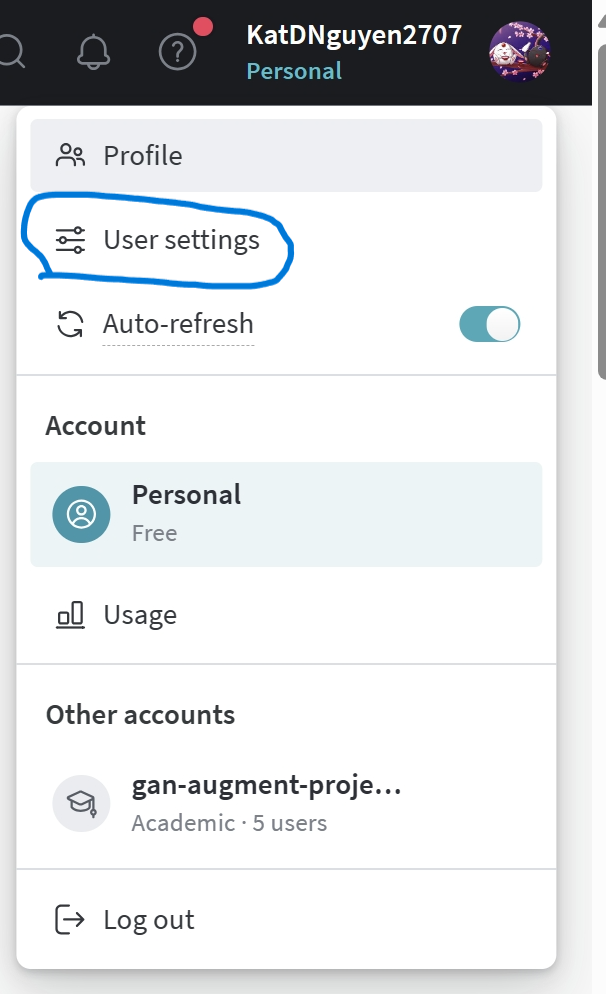 KatDNguyen2707
Personal
Profile
User settings
Auto-refresh
Account
Personal
Free
Usage
Other accounts
gan-augment-proje...
Academic · 5 users
Log out